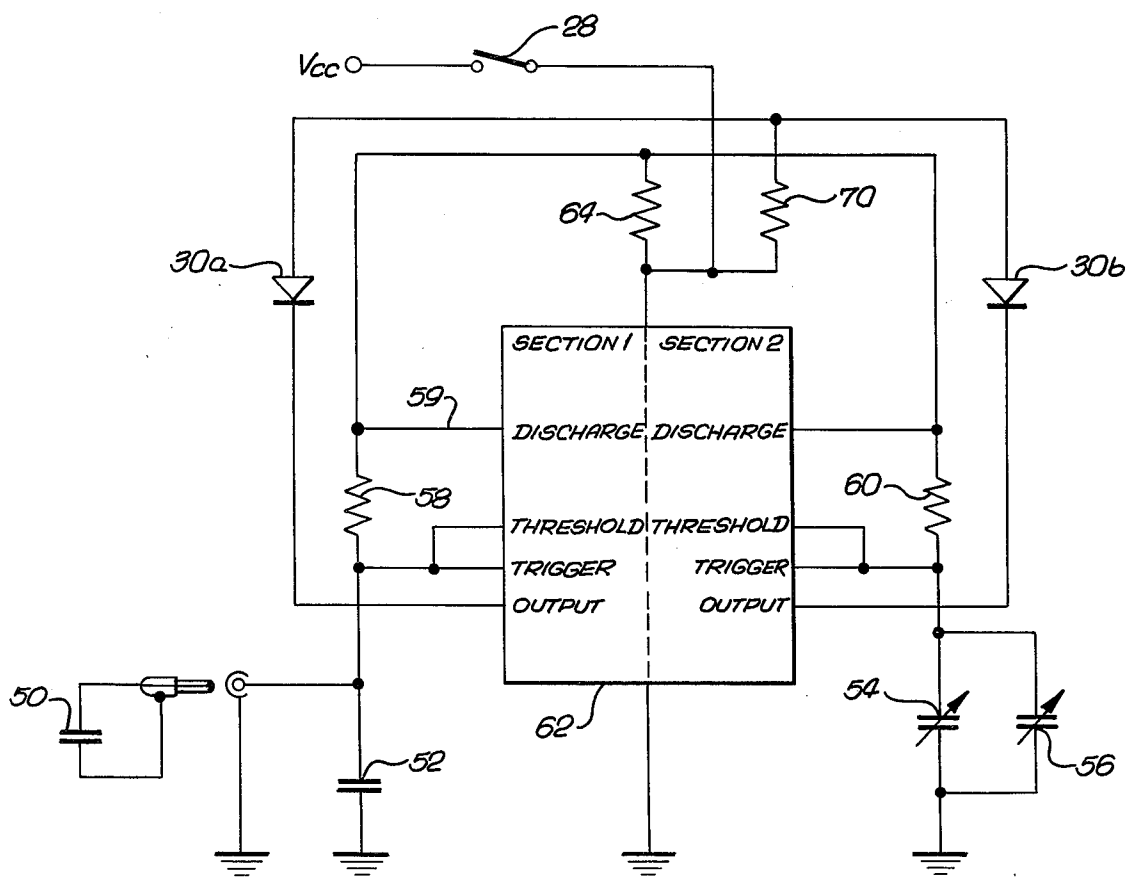 28
Vcc
64
70
30a
30b
SECTION 1 SECTION 2
59
DISCHARGE DISCHARGE
58
60
THRESHOLD THRESHOLD
TRIGGER TRIGGER
OUTPUT OUTPUT
50
54
62
52
56